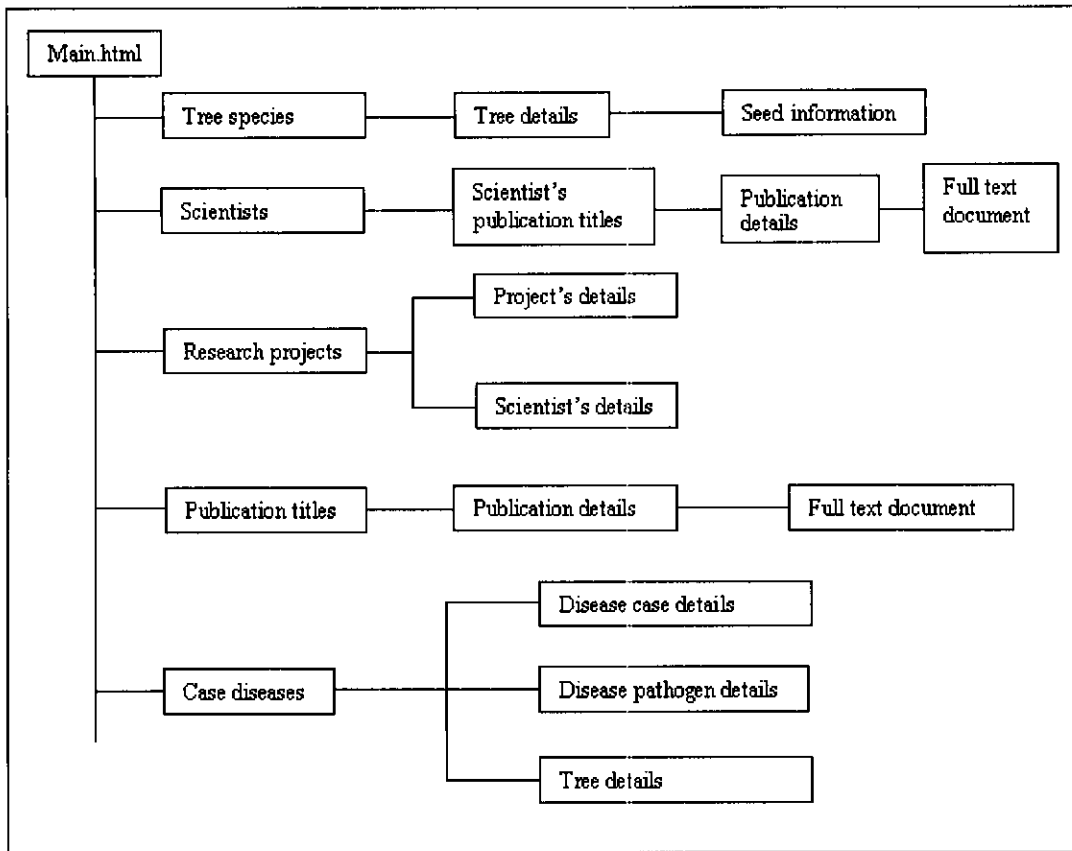 Main.html
Tree species
Tree details
Seed information
Scientists
Scientist's
publication titles
Publication
details
Full text
document
Project's details
Research projects
Scientist's details
Publication titles
Publication details
Full text document
Disease case details
Case diseases
Disease pathogen details
Tree details